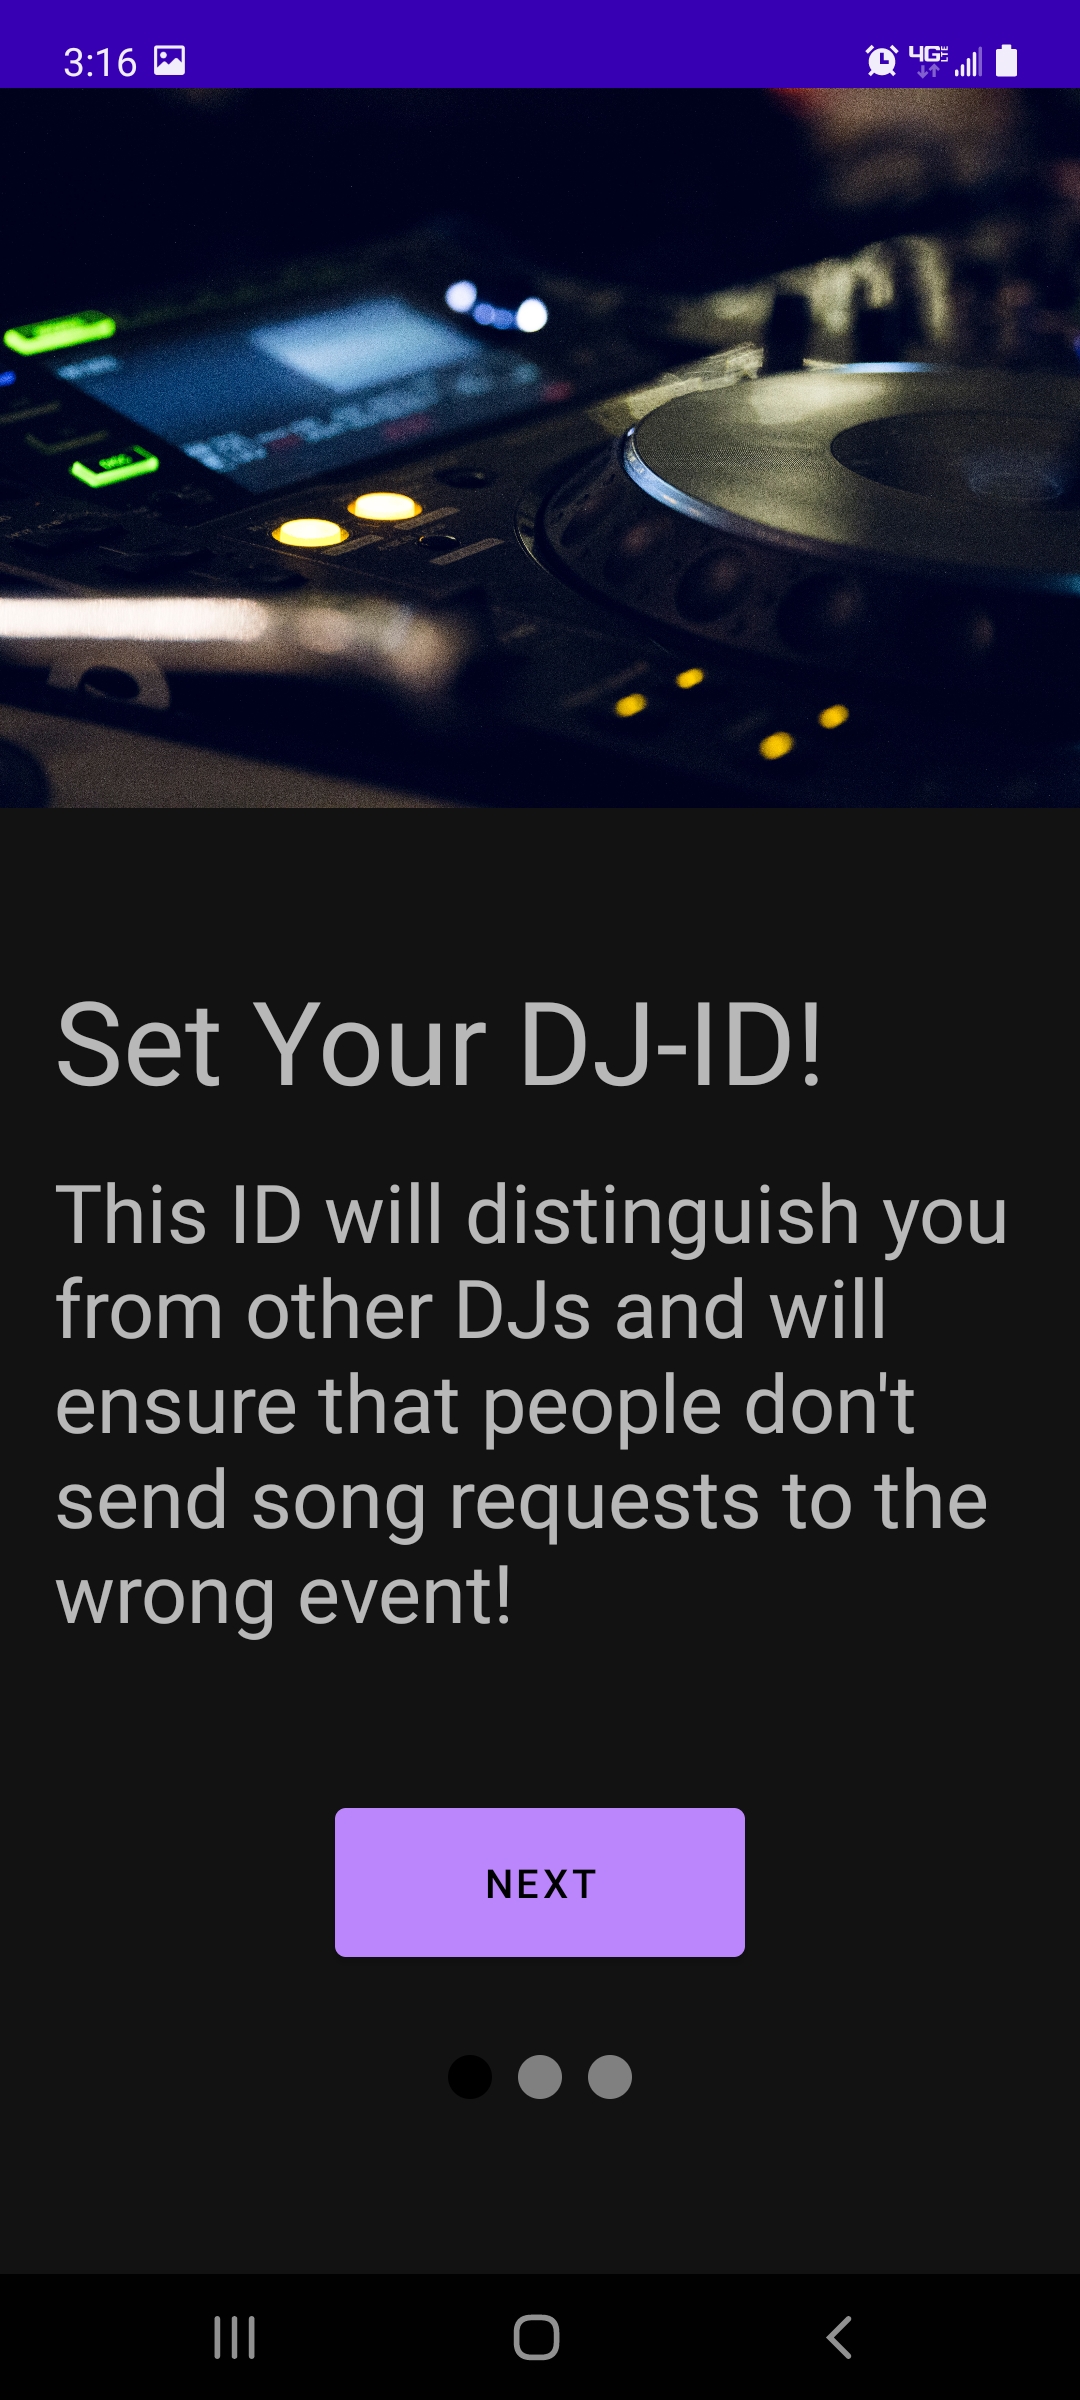 3:16
4G LTE
Set Your DJ-ID!
This ID will distinguish you
from other DJs and will
ensure that people don't
send song requests to the
wrong event!
NEXT